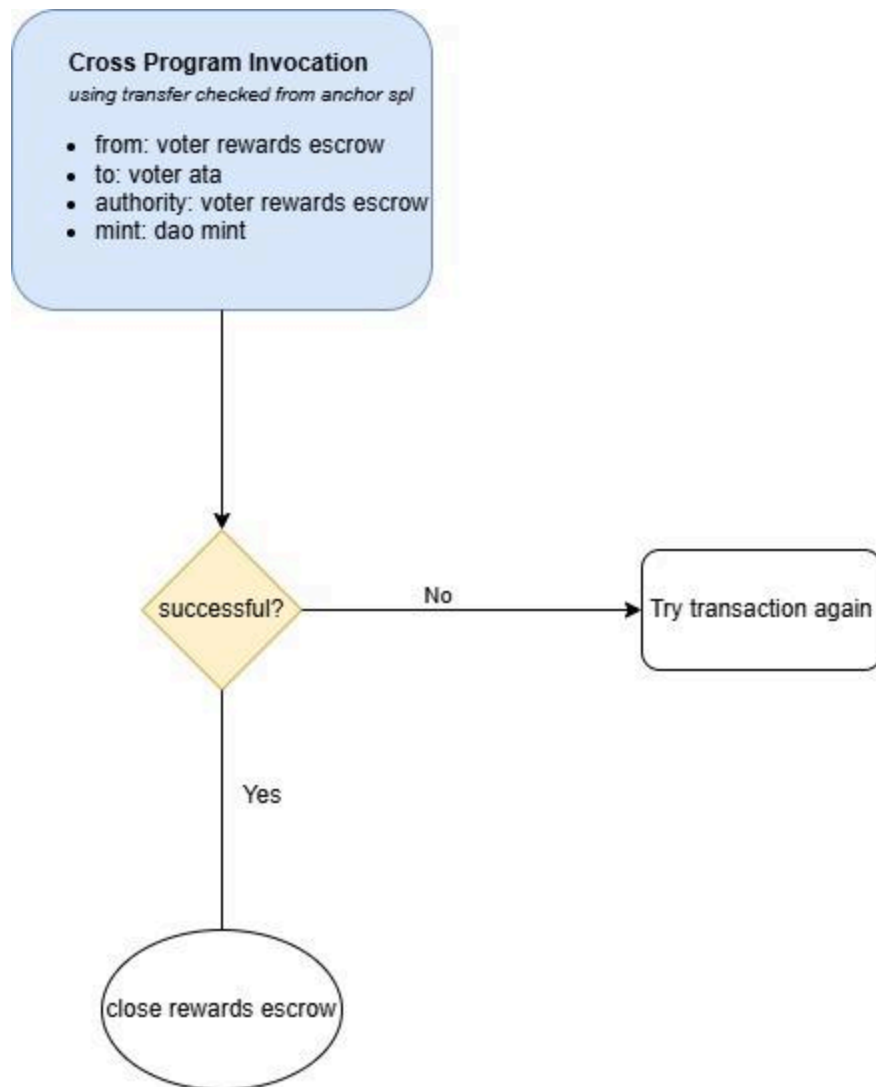 Cross Program Invocation
using transfer checked from anchor spl
• from: voter rewards escrow
• to: voter ata
• authority: voter rewards escrow
• mint: dao mint
successful?
No
Try transaction again
Yes
close rewards escrow